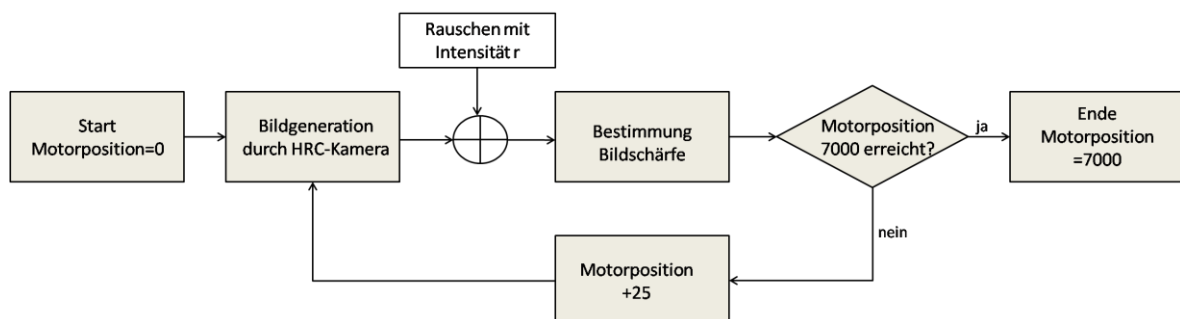 Rauschen mit
Intensität r
Start
Motorposition=0
Bildgeneration
durch HRC-Kamera
Bestimmung
Bildschärfe
Motorposition
7000 erreicht?
ja
Ende
Motorposition
=7000
nein
Motorposition
+25